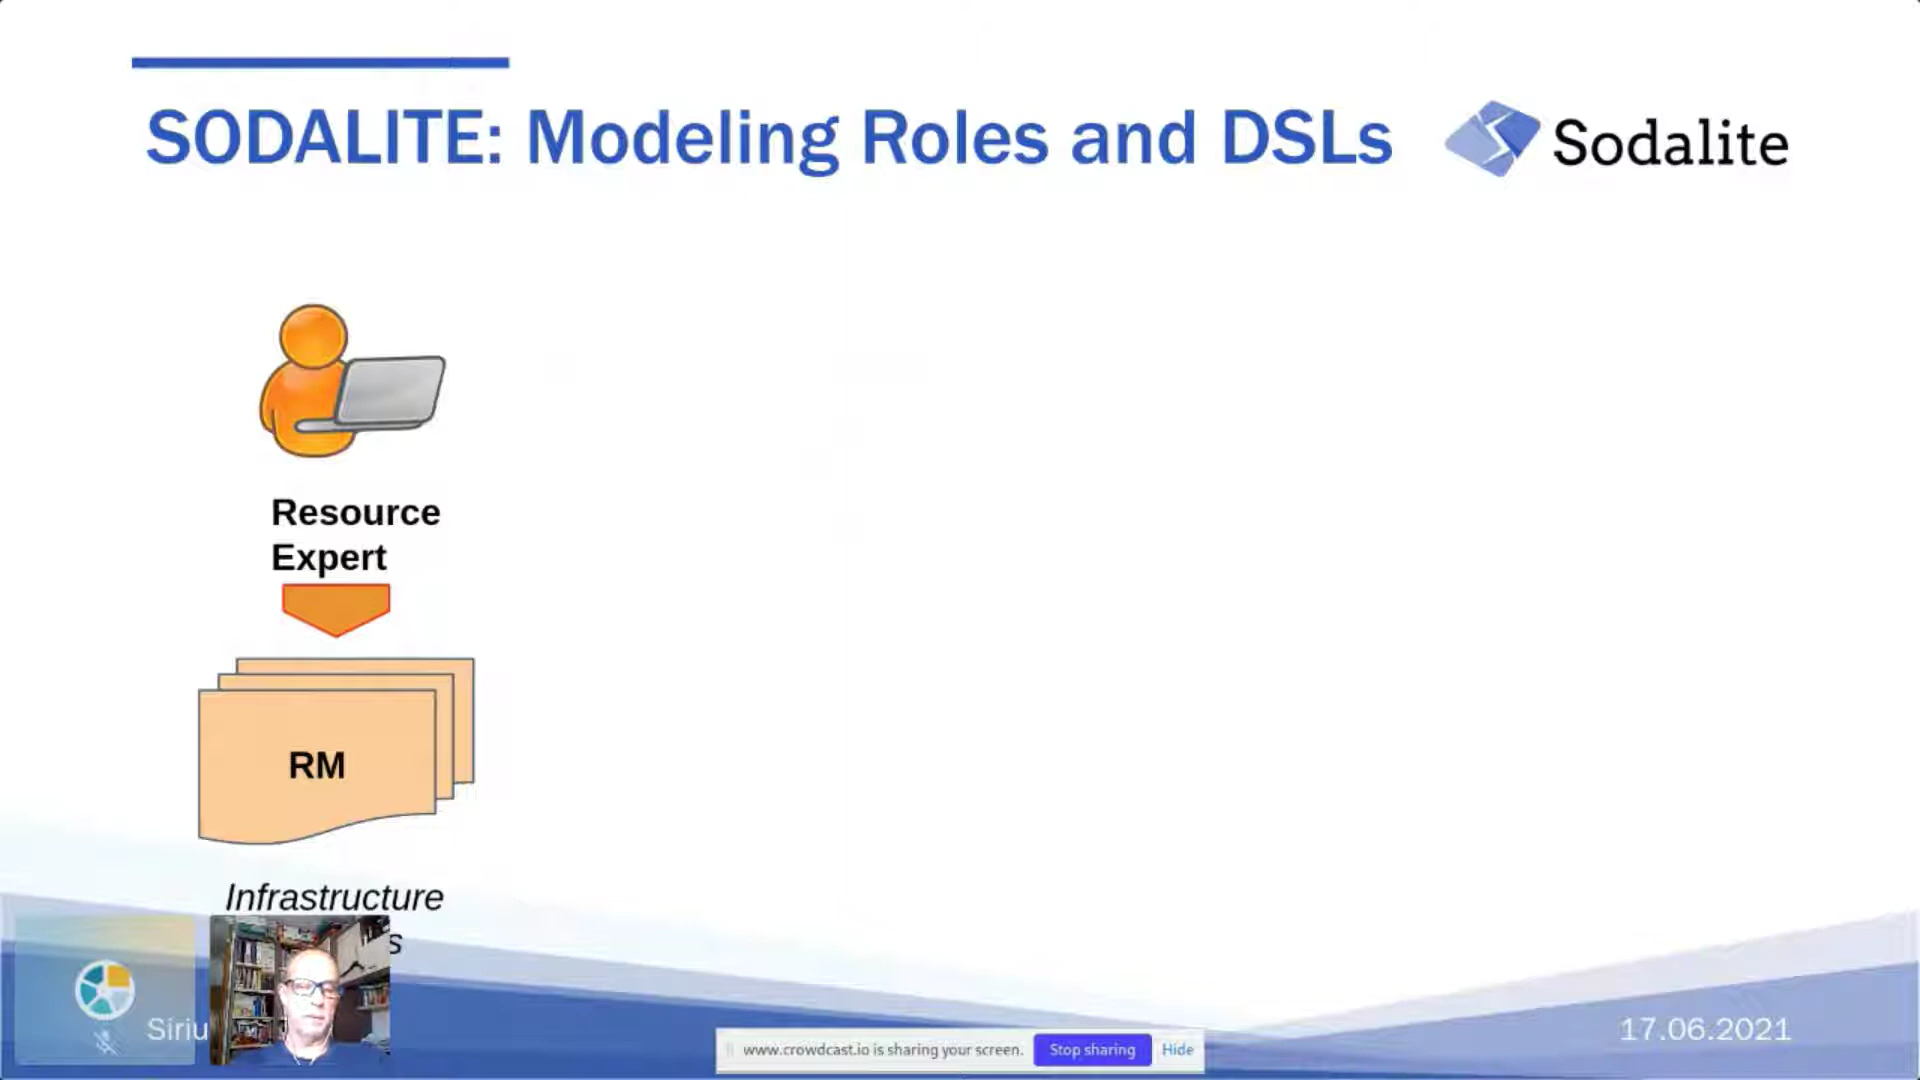 SODALITE: Modeling Roles and DSLs
Sodalite
Resource
Expert
RM
Infrastructure
s
Siriu
www.crowdcast.io is sharing your screen. Stop sharing Hide
17.06.2021